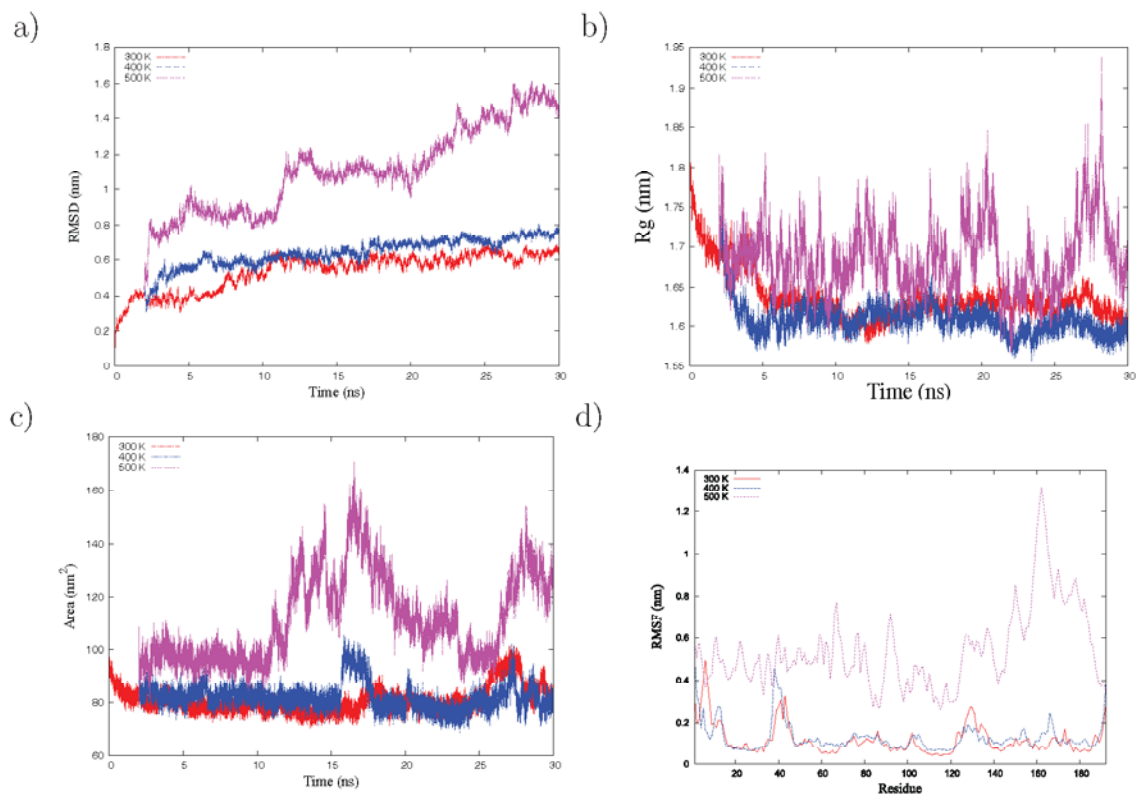 a)
1.8
1.6
1.4
1.2
1
0.8
0.6
0.4
0.2
0
RMSD (nm)
300 K
400 K
500 K
0 5 10 15 20 25 30
Time (ns)
b)
1.95
1.9
1.85
1.8
1.75
1.7
1.65
1.6
1.55
Rg (nm)
300 K
400 K
500 K
0 5 10 15 20 25 30
Time (ns)
c)
180
160
140
120
100
80
60
Area (nm²)
300 K
400 K
500 K
0 5 10 15 20 25 30
Time (ns)
d)
1.4
1.2
1
0.8
0.6
0.4
0.2
0
RMSF (nm)
300 K
400 K
500 K
20 40 60 80 100 120 140 160 180
Residue